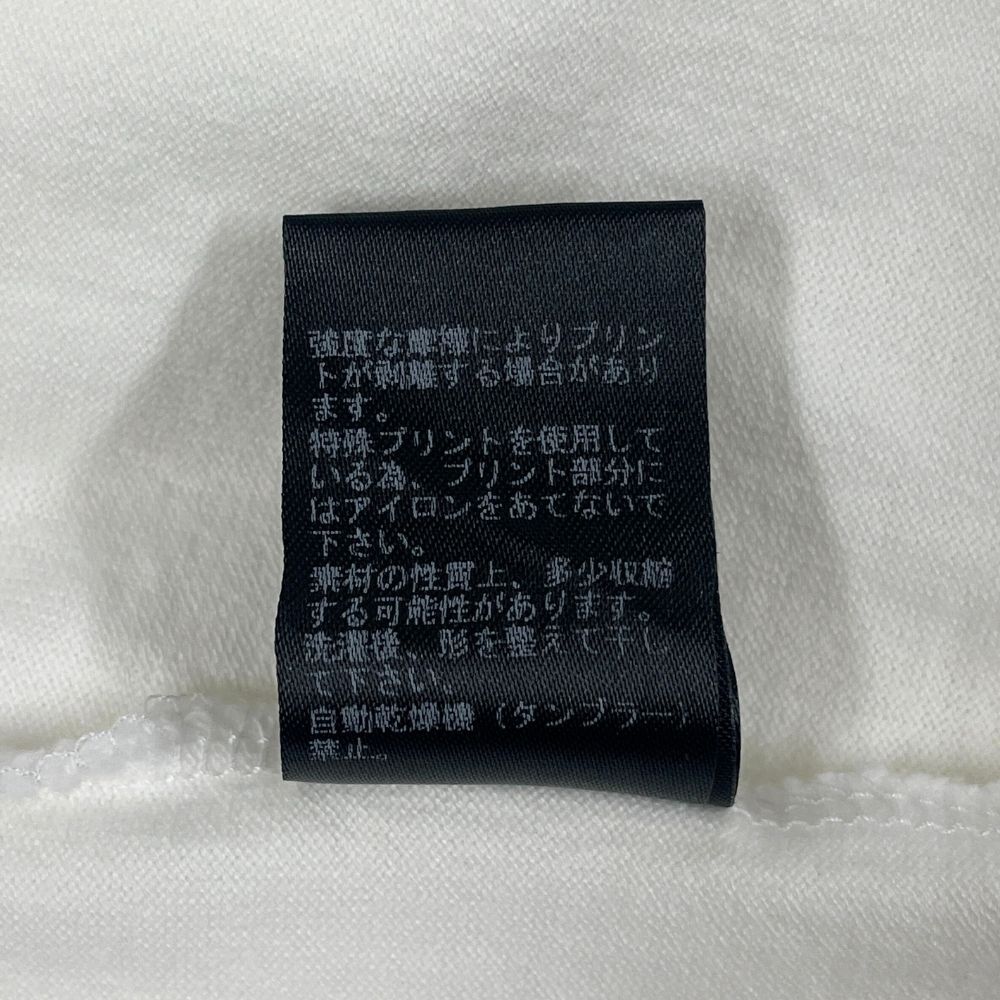 強度な摩擦によりプリン
トが剥離する場合があり
ます。
特殊プリントを使用して
いる為、プリント部分に
はアイロンをあてないで
下さい。
素材の性質上、多少収縮
する可能性があります。
洗濯後、形を整えて干し
て下さい。
自動乾燥機（タンブラー）
禁止。